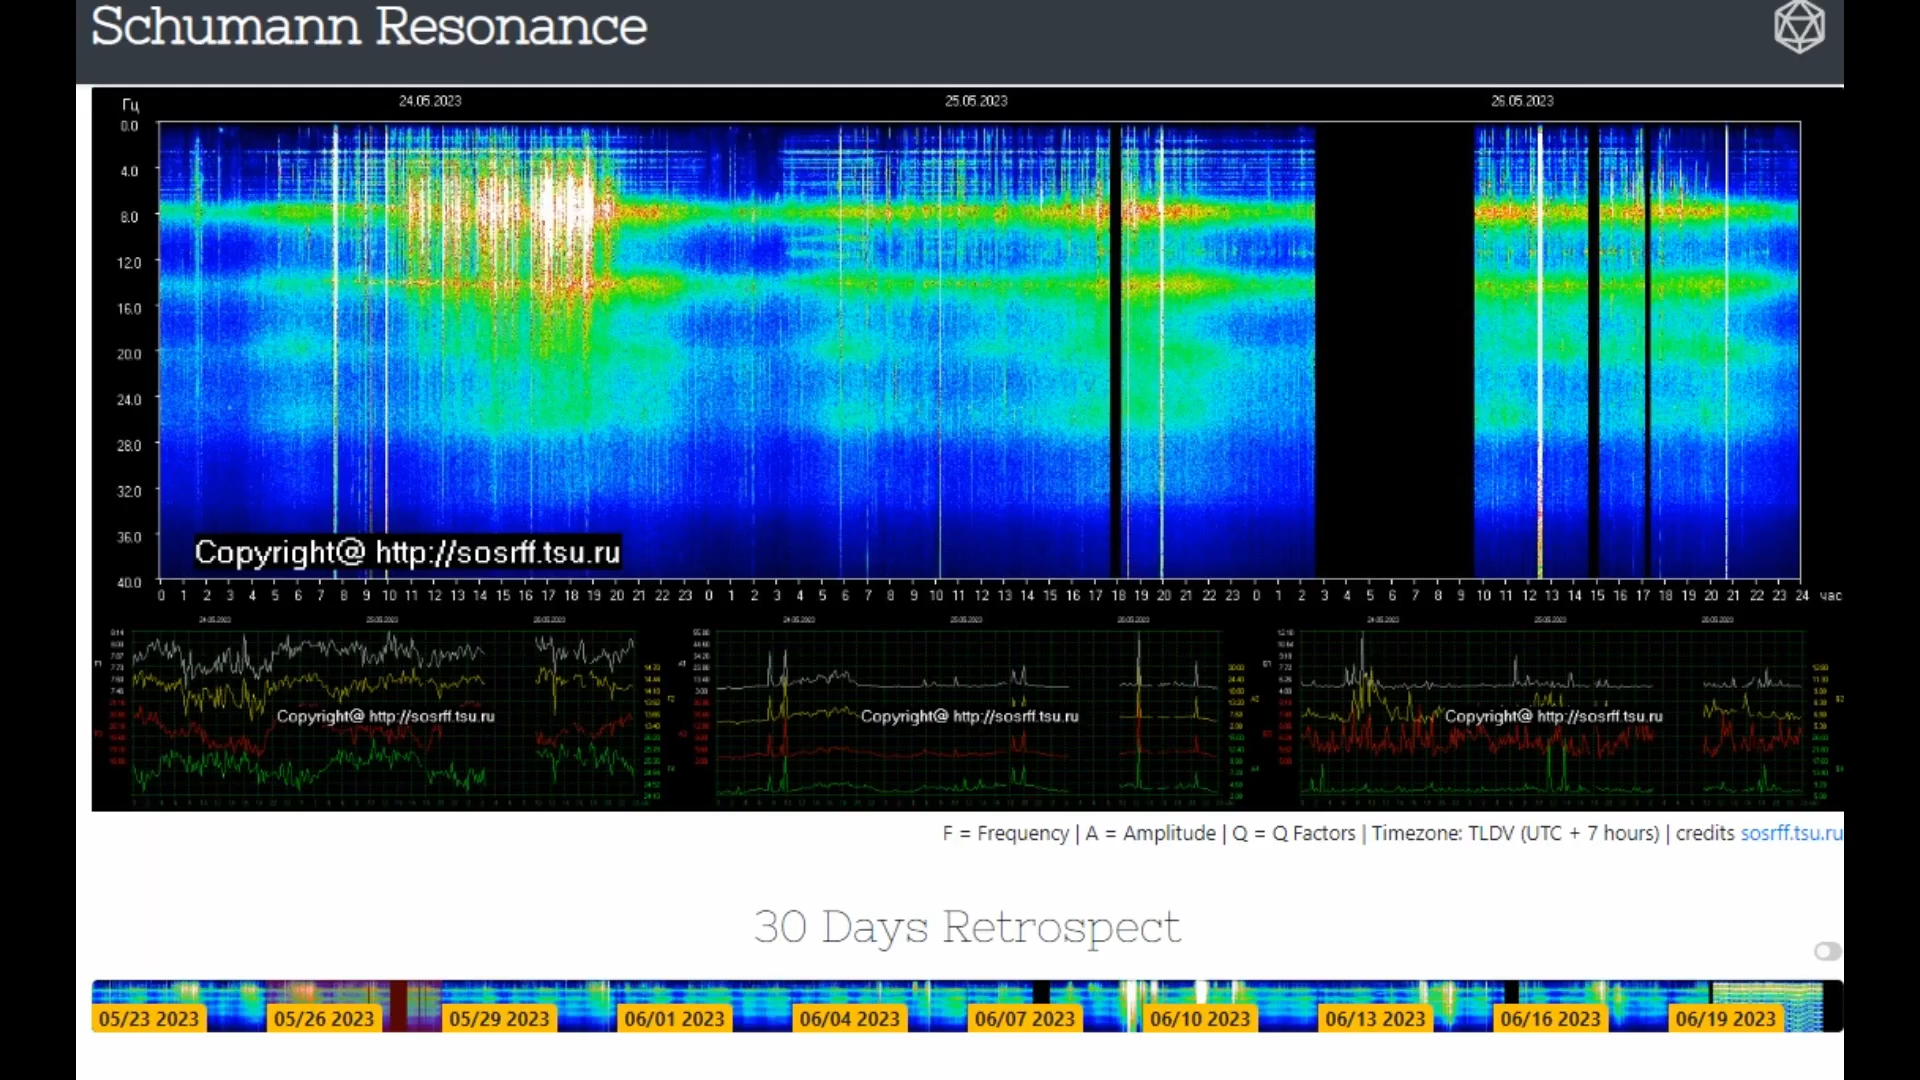 Schumann Resonance
Гц 24.05.2023 25.05.2023 26.05.2023
0.0
4.0
8.0
12.0
16.0
20.0
24.0
28.0
32.0
36.0
Copyright@ http://sosrff.tsu.ru
40.0
0 1 2 3 4 5 6 7 8 9 10 11 12 13 14 15 16 17 18 19 20 21 22 23 0 1 2 3 4 5 6 7 8 9 10 11 12 13 14 15 16 17 18 19 20 21 22 23 0 1 2 3 4 5 6 7 8 9 10 11 12 13 14 15 16 17 18 19 20 21 22 23 24 час
Copyright@ http://sosrff.tsu.ru Copyright@ http://sosrff.tsu.ru Copyright@ http://sosrff.tsu.ru
F = Frequency | A = Amplitude | Q = Q Factors | Timezone: TLDV (UTC + 7 hours) | credits sosrff.tsu.ru
30 Days Retrospect
05/23 2023 05/26 2023 05/29 2023 06/01 2023 06/04 2023 06/07 2023 06/10 2023 06/13 2023 06/16 2023 06/19 2023